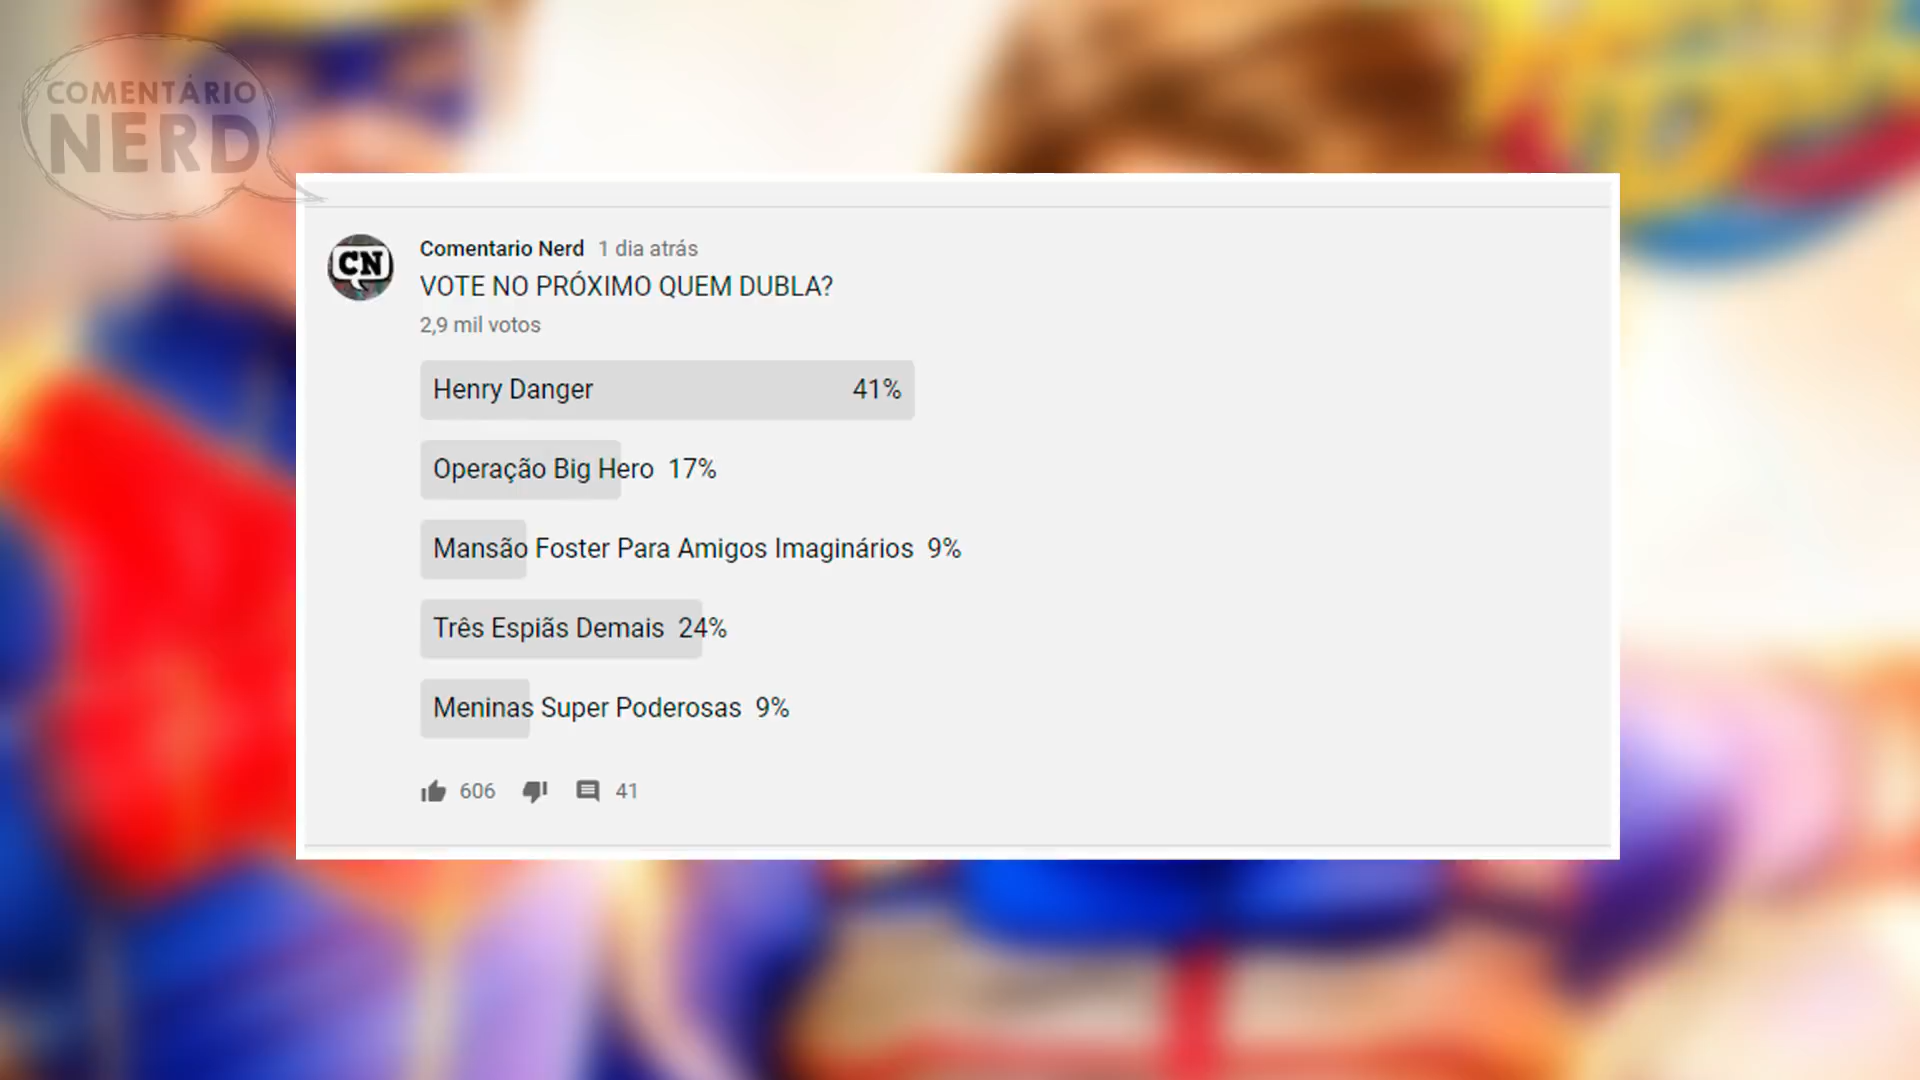 COMENTÁRIO
NERD
CN
Comentario Nerd 1 dia atrás
VOTE NO PRÓXIMO QUEM DUBLA?
2,9 mil votos
Henry Danger 41%
Operação Big Hero 17%
Mansão Foster Para Amigos Imaginários 9%
Três Espiãs Demais 24%
Meninas Super Poderosas 9%
606 41